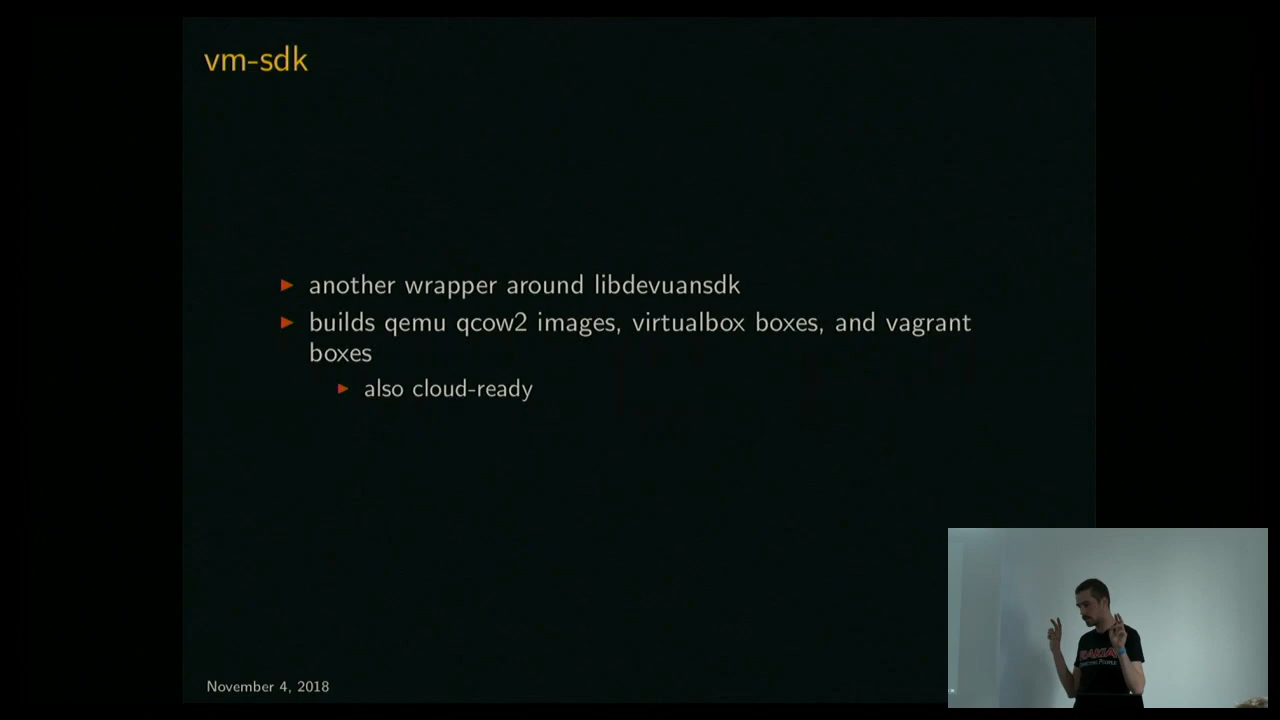 vm-sdk
another wrapper around libdevuansdk
builds qemu qcow2 images, virtualbox boxes, and vagrant
boxes
also cloud-ready
November 4, 2018